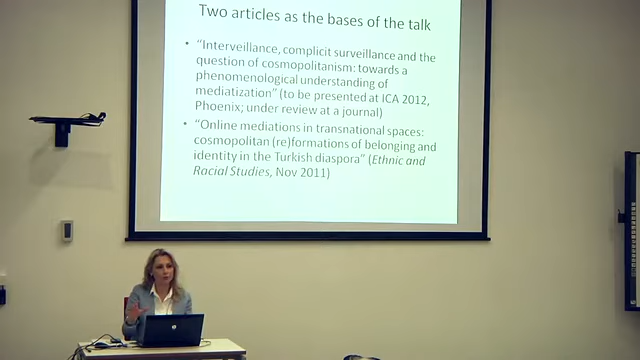 Two articles as the bases of the talk
• "Interveillance, complicit surveillance and the
question of cosmopolitanism: towards a
phenomenological understanding of
mediatization" (to be presented at ICA 2012,
Phoenix; under review at a journal)
• "Online mediations in transnational spaces:
cosmopolitan (re)formations of belonging and
identity in the Turkish diaspora" (Ethnic and
Racial Studies, Nov 2011)